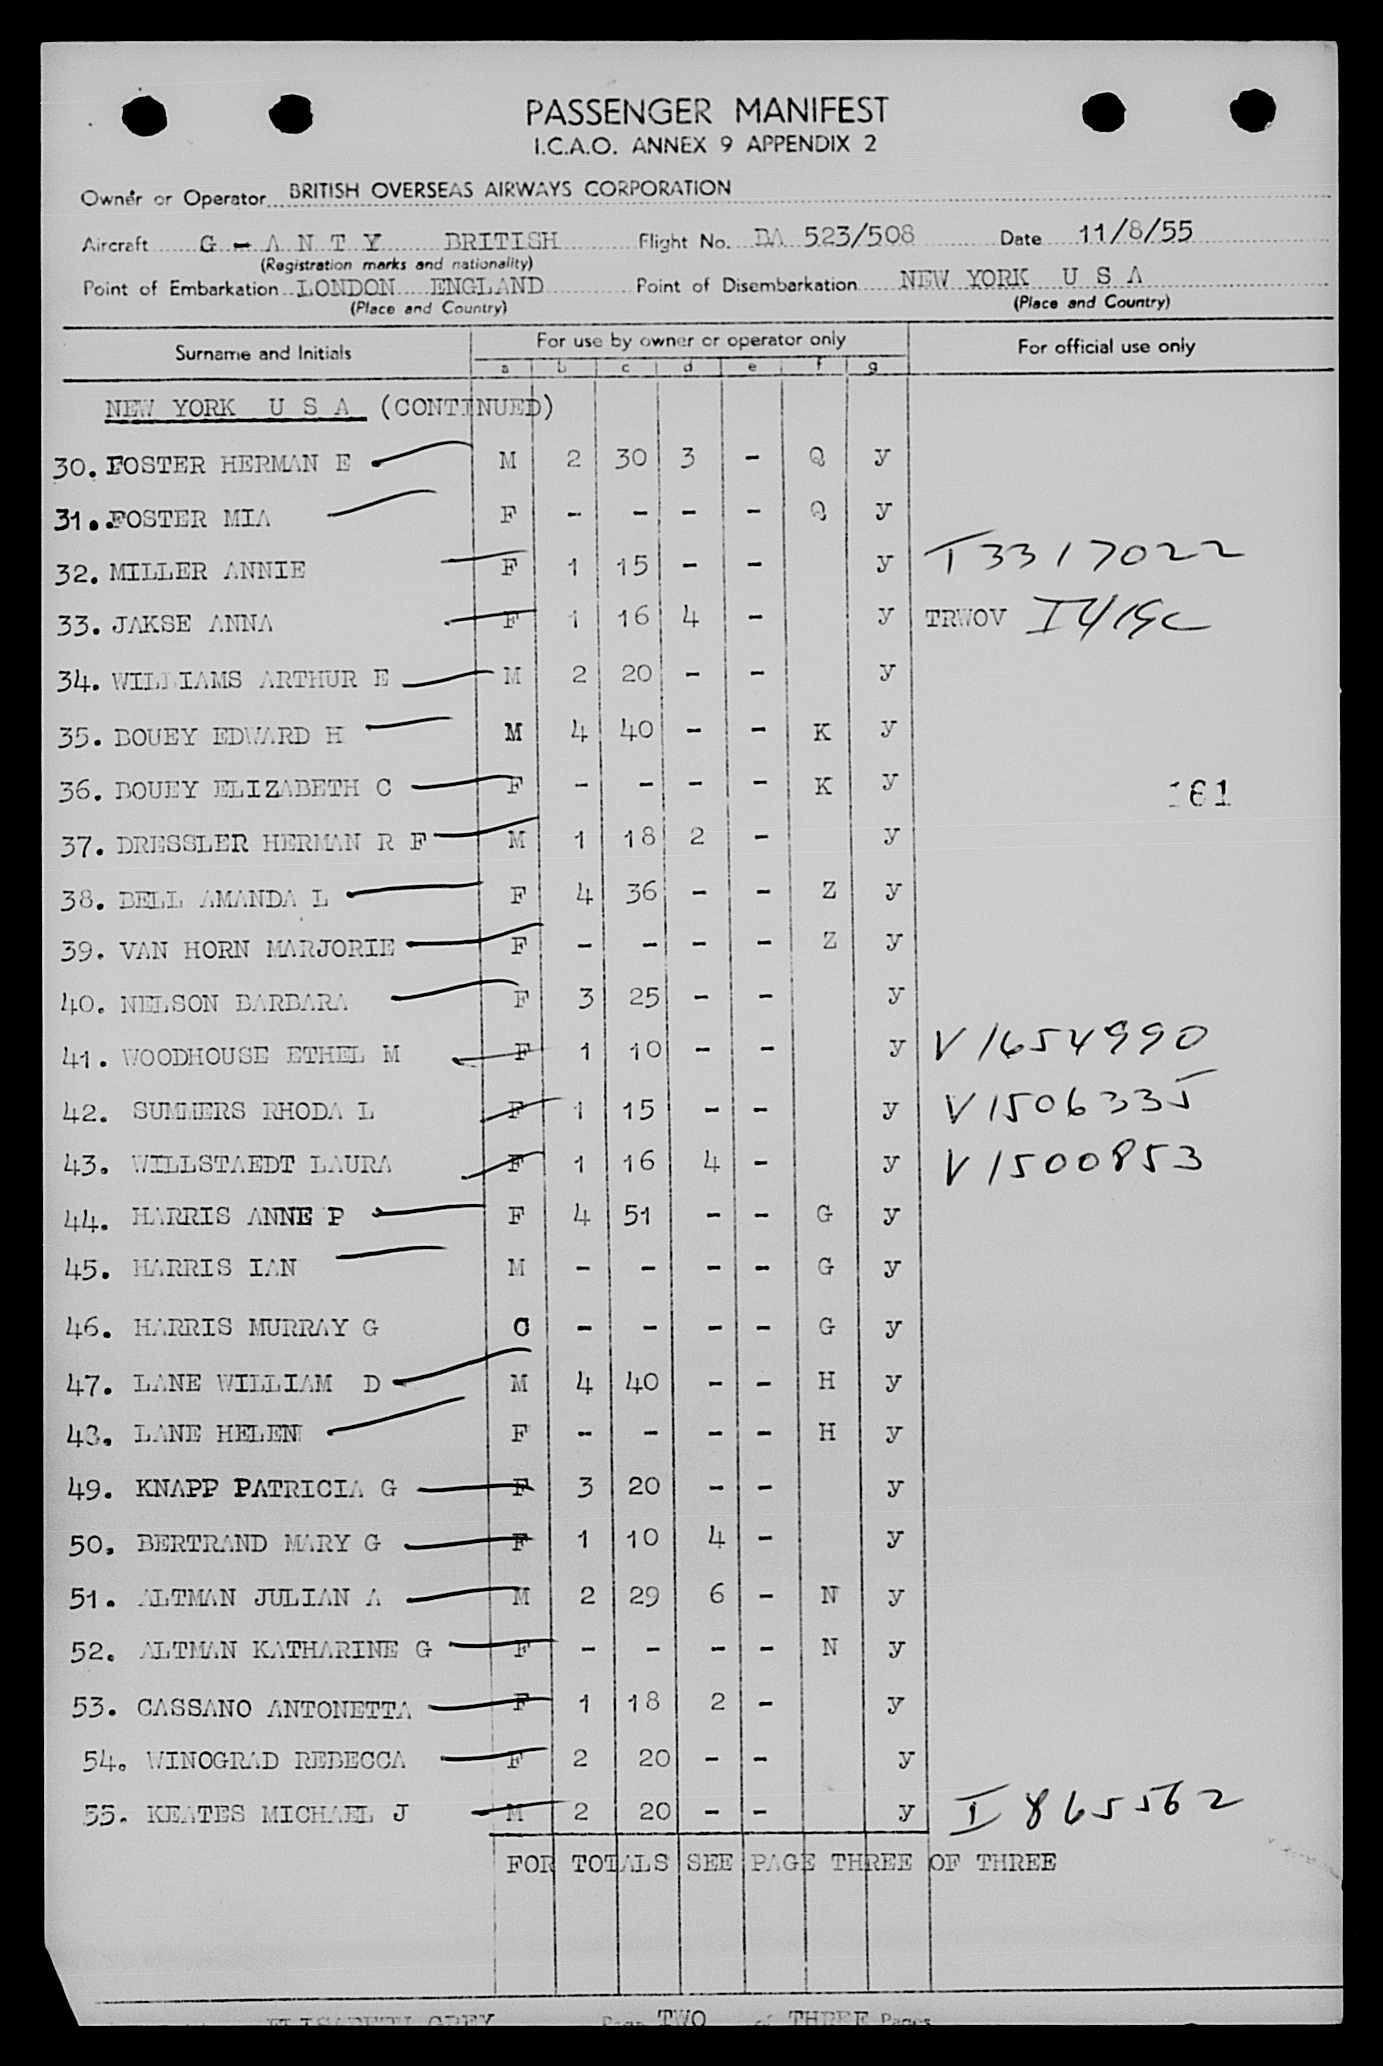 PASSENGER MANIFEST
I.C.A.O. ANNEX 9 APPENDIX 2
Owner or Operator BRITISH OVERSEAS AIRWAYS CORPORATION
Aircraft G - A N T Y BRITISH Flight No. BA 523/508 Date 11/8/55
(Registration marks and nationality)
Point of Embarkation LONDON ENGLAND Point of Disembarkation NEW YORK U S A
(Place and Country) (Place and Country)
Surname and Initials For use by owner or operator only For official use only
a b c d e f g
NEW YORK U S A (CONTINUED)
30. FOSTER HERMAN E M 2 30 3 - Q y
31. FOSTER MIA F - - - - Q y
32. MILLER ANNIE F 1 15 - - y T3317022
33. JAKSE ANNA F 1 16 4 - y TRWOV
34. WILLIAMS ARTHUR E M 2 20 - - y
35. BOUEY EDWARD H M 4 40 - - K y
36. BOUEY ELIZABETH C F - - - - K y
161
37. DRESSLER HERMAN R F M 1 18 2 - y
38. BELL AMANDA L F 4 36 - - Z y
39. VAN HORN MARJORIE F - - - - Z y
40. NELSON BARBARA F 3 25 - - y
41. WOODHOUSE ETHEL M F 1 10 - - y V1654990
42. SUMMERS RHODA L F 1 15 - - y V1506335
43. WILLSTAEDT LAURA F 1 16 4 - y V1500853
44. HARRIS ANNE P F 4 51 - - G y
45. HARRIS IAN M - - - - G y
46. HARRIS MURRAY G C - - - - G y
47. LANE WILLIAM D M 4 40 - - H y
48. LANE HELEN F - - - - H y
49. KNAPP PATRICIA G F 3 20 - - y
50. BERTRAND MARY G F 1 10 4 - y
51. ALTMAN JULIAN A M 2 29 6 - N y
52. ALTMAN KATHARINE G F - - - - N y
53. CASSANO ANTONETTA F 1 18 2 - y
54. WINOGRAD REBECCA F 2 20 - - y
55. KEATES MICHAEL J M 2 20 - - y I 865562
FOR TOTALS SEE PAGE THREE OF THREE
ELISABETH GREY Page TWO of THREE Pages